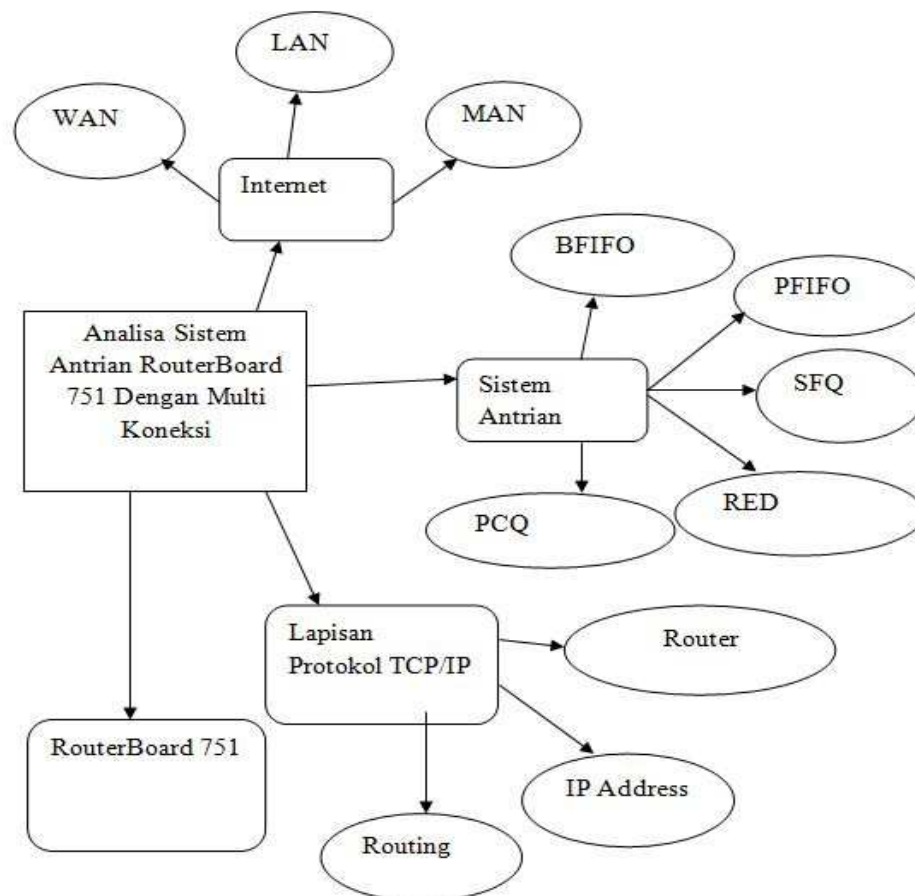 LAN
WAN
MAN
Internet
BFIFO
PFIFO
Analisa Sistem
Antrian RouterBoard
751 Dengan Multi
Koneksi
Sistem
Antrian
SFQ
RED
PCQ
Lapisan
Protokol TCP/IP
Router
RouterBoard 751
IP Address
Routing